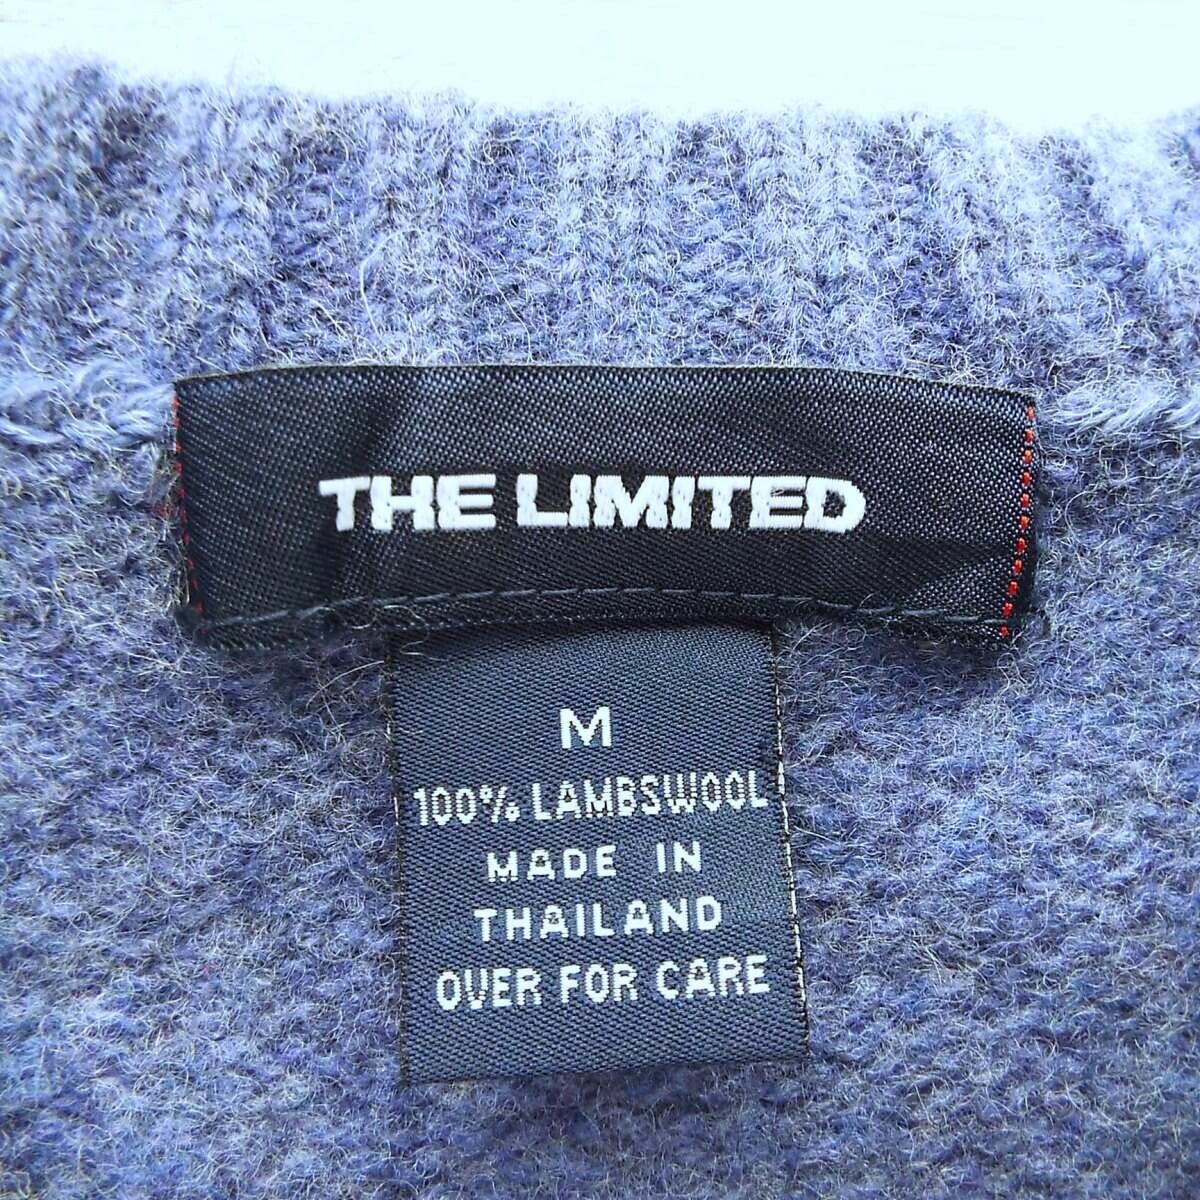 THE LIMITED
M
100% LAMBSWOOL
MADE IN
THAILAND
OVER FOR CARE